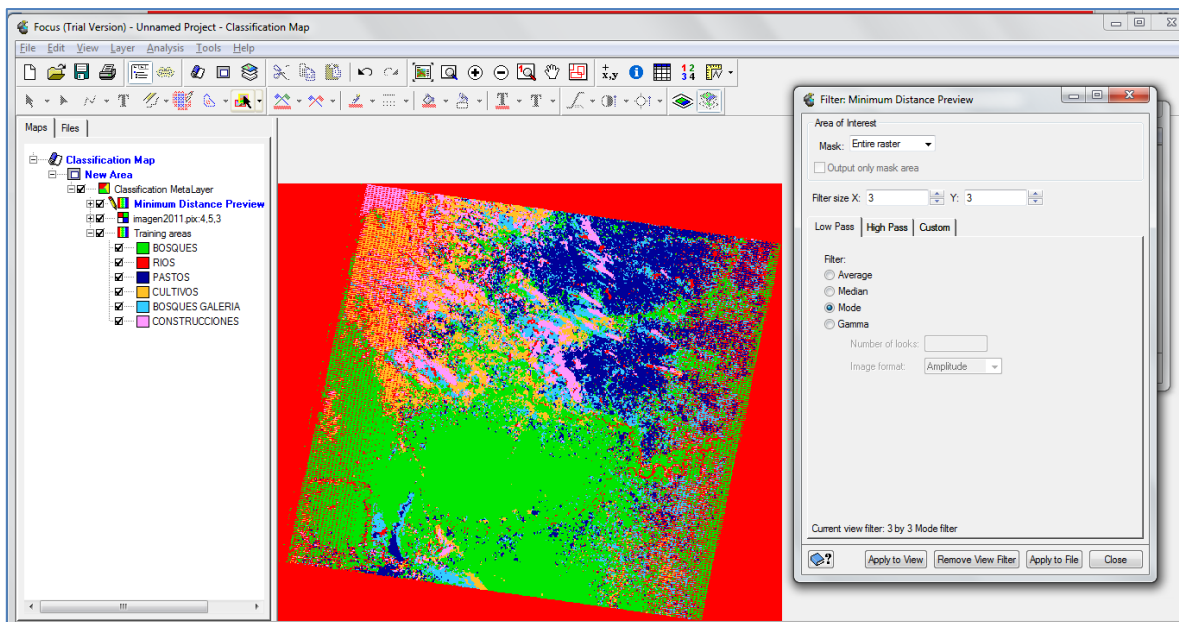 Focus (Trial Version) - Unnamed Project - Classification Map
File Edit View Layer Analysis Tools Help
Maps Files
Classification Map
New Area
Classification MetaLayer
Minimum Distance Preview
imagen2011.pix:4,5,3
Training areas
BOSQUES
RIOS
PASTOS
CULTIVOS
BOSQUES GALERIA
CONSTRUCCIONES
Filter: Minimum Distance Preview
Area of Interest
Mask: Entire raster
Output only mask area
Filter size X: 3 Y: 3
Low Pass High Pass Custom
Filter:
Average
Median
Mode
Gamma
Number of looks:
Image format: Amplitude
Current view filter: 3 by 3 Mode filter
Apply to View Remove View Filter Apply to File Close